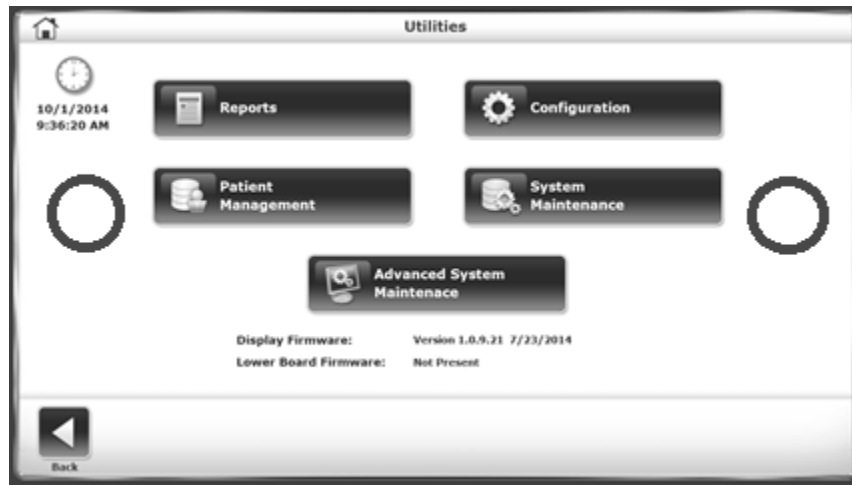 Utilities
10/1/2014
9:36:20 AM
Reports
Configuration
Patient
Management
System
Maintenance
Advanced System
Maintenace
Display Firmware: Version 1.0.9.21 7/23/2014
Lower Board Firmware: Not Present
Back